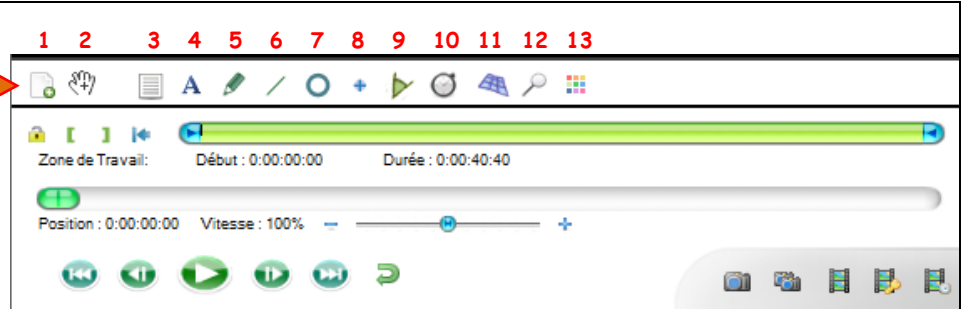 1 2 3 4 5 6 7 8 9 10 11 12 13
A
Zone de Travail: Début : 0:00:00:00 Durée : 0:00:40:40
Position : 0:00:00:00 Vitesse : 100%